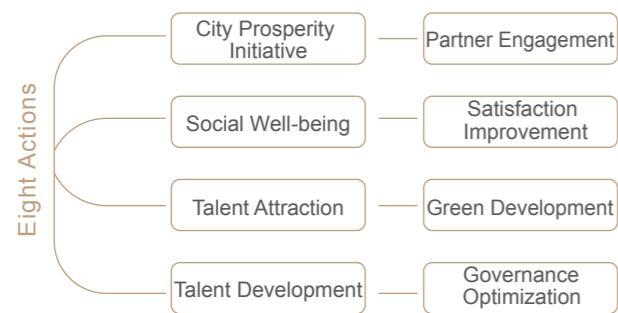 Eight Actions
City Prosperity
Initiative
Partner Engagement
Social Well-being
Satisfaction
Improvement
Talent Attraction
Green Development
Talent Development
Governance
Optimization